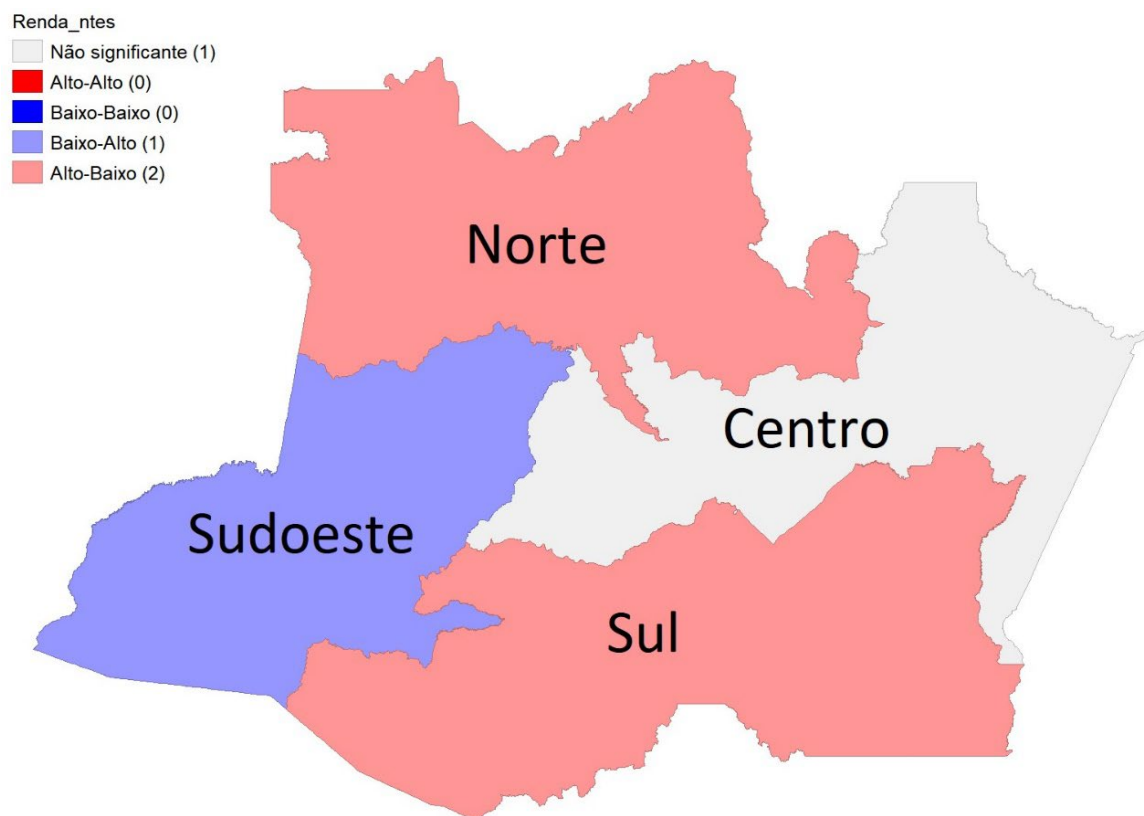 Renda_ntes
Não significante (1)
Alto-Alto (0)
Baixo-Baixo (0)
Baixo-Alto (1)
Alto-Baixo (2)
Norte
Centro
Sudoeste
Sul